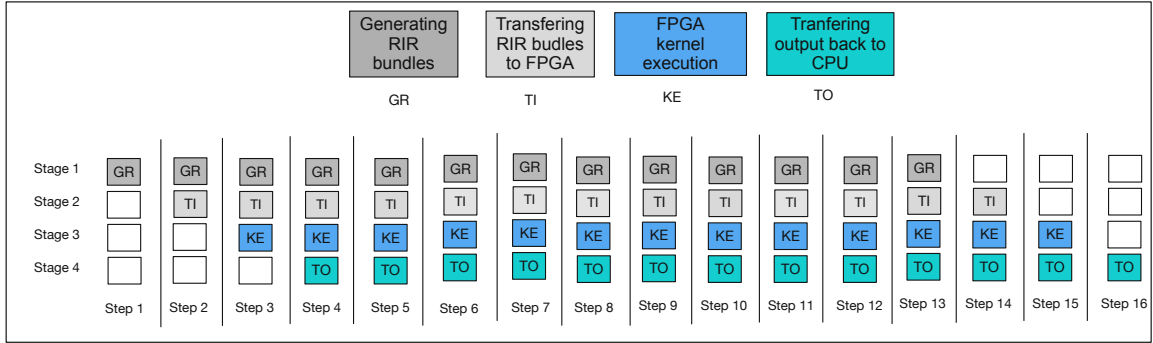 Generating
RIR
bundles
Transfering
RIR budles
to FPGA
FPGA
kernel
execution
Tranfering
output back to
CPU
GR TI KE TO
Stage 1 GR GR GR GR GR GR GR GR GR GR GR GR GR
Stage 2 TI TI TI TI TI TI TI TI TI TI TI TI TI
Stage 3 KE KE KE KE KE KE KE KE KE KE KE KE KE
Stage 4 TO TO TO TO TO TO TO TO TO TO TO TO TO
Step 1 Step 2 Step 3 Step 4 Step 5 Step 6 Step 7 Step 8 Step 9 Step 10 Step 11 Step 12 Step 13 Step 14 Step 15 Step 16